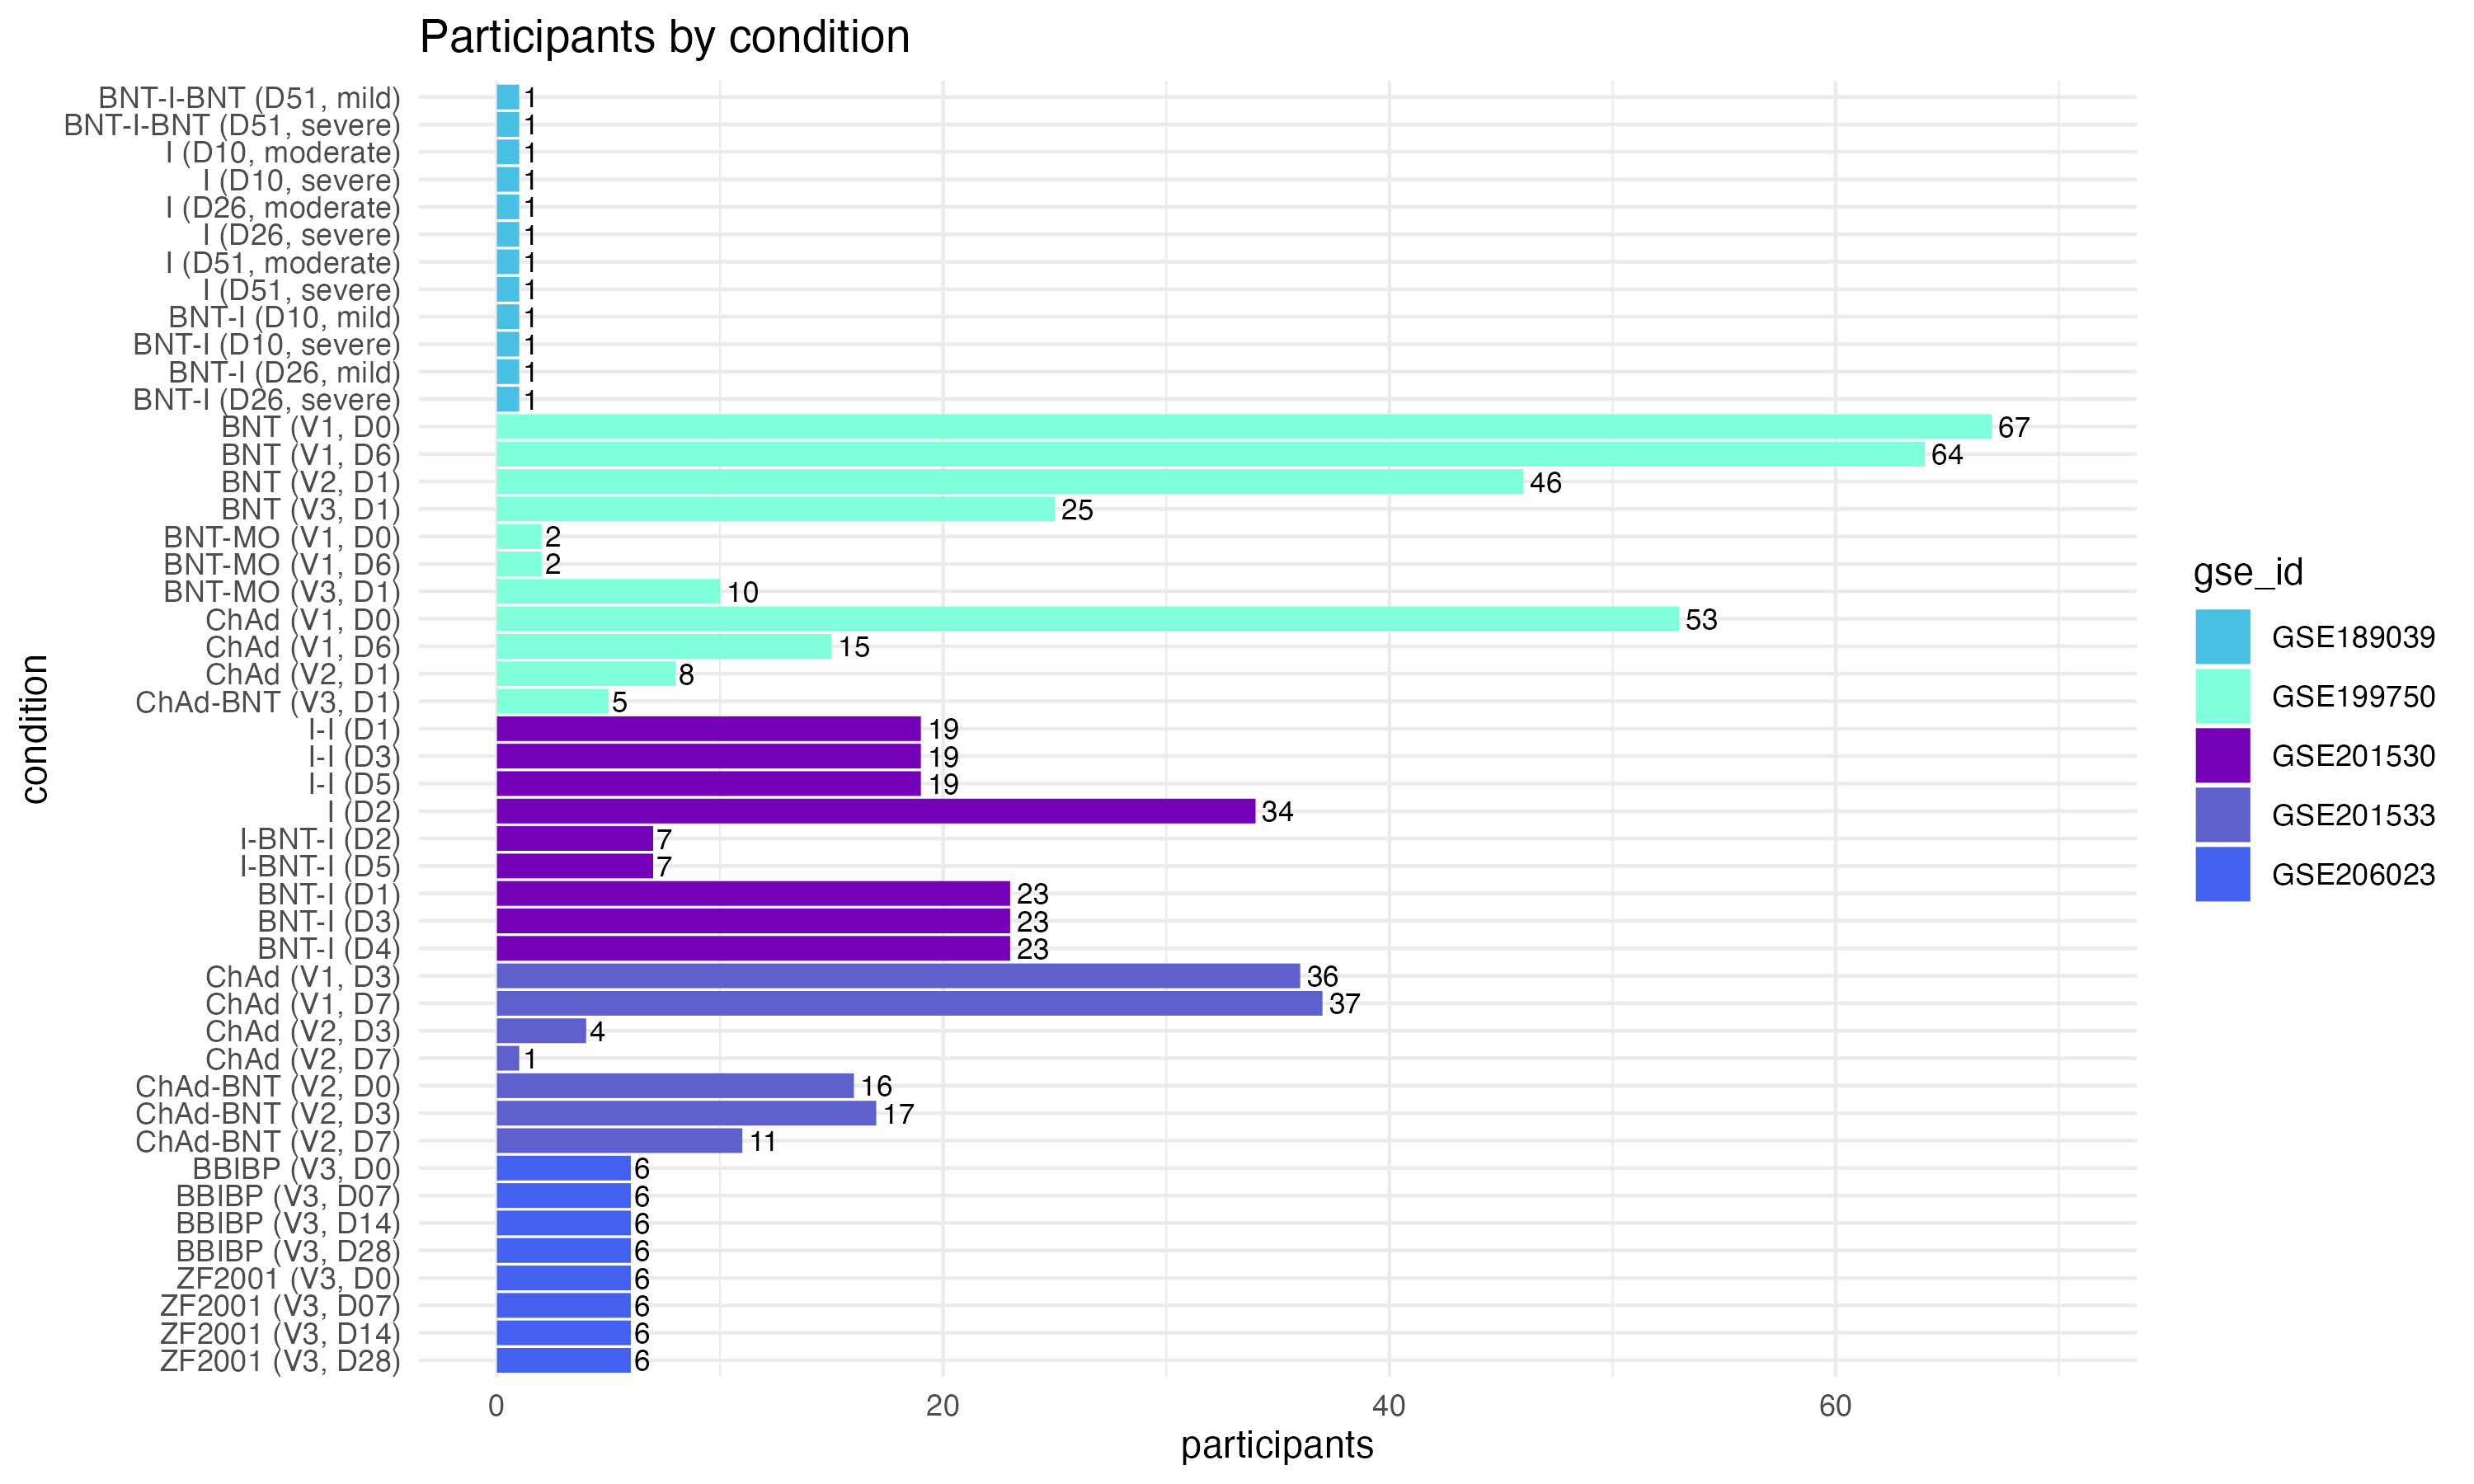 Participants by condition
condition
BNT-I-BNT (D51, mild) 1
BNT-I-BNT (D51, severe) 1
I (D10, moderate) 1
I (D10, severe) 1
I (D26, moderate) 1
I (D26, severe) 1
I (D51, moderate) 1
I (D51, severe) 1
BNT-I (D10, mild) 1
BNT-I (D10, severe) 1
BNT-I (D26, mild) 1
BNT-I (D26, severe) 1
BNT (V1, D0) 67
BNT (V1, D6) 64
BNT (V2, D1) 46
BNT (V3, D1) 25
BNT-MO (V1, D0) 2
BNT-MO (V1, D6) 2
BNT-MO (V3, D1) 10
ChAd (V1, D0) 53
ChAd (V1, D6) 15
ChAd (V2, D1) 8
ChAd-BNT (V3, D1) 5
I-I (D1) 19
I-I (D3) 19
I-I (D5) 19
I (D2) 34
I-BNT-I (D2) 7
I-BNT-I (D5) 7
BNT-I (D1) 23
BNT-I (D3) 23
BNT-I (D4) 23
ChAd (V1, D3) 36
ChAd (V1, D7) 37
ChAd (V2, D3) 4
ChAd (V2, D7) 1
ChAd-BNT (V2, D0) 16
ChAd-BNT (V2, D3) 17
ChAd-BNT (V2, D7) 11
BBIBP (V3, D0) 6
BBIBP (V3, D07) 6
BBIBP (V3, D14) 6
BBIBP (V3, D28) 6
ZF2001 (V3, D0) 6
ZF2001 (V3, D07) 6
ZF2001 (V3, D14) 6
ZF2001 (V3, D28) 6
0 20 40 60
participants
gse_id
GSE189039
GSE199750
GSE201530
GSE201533
GSE206023